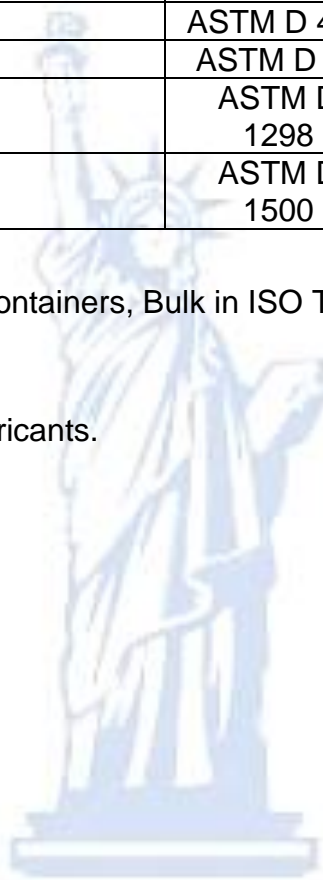 ASTM D 4
ASTM D
ASTM D
1298
ASTM D
1500
ontainers, Bulk in ISO T
ricants.